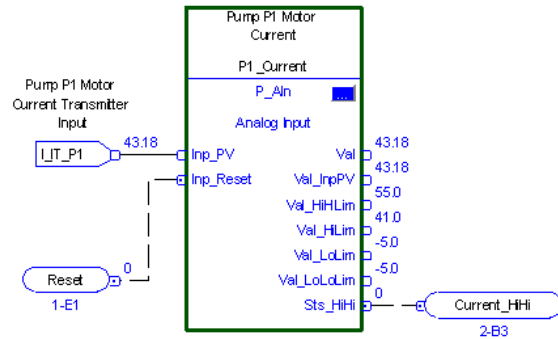 Pump P1 Motor
Current
P1_Current
P_AIn
...
Analog Input
Pump P1 Motor
Current Transmitter
Input
I_IT_P1
43.18
Inp_PV
Inp_Reset
Val
43.18
Val_InpPV
43.18
Val_HiHiLim
55.0
Val_HiLim
41.0
Val_LoLim
-5.0
Val_LoLoLim
-5.0
Sts_HiHi
0
Reset
0
1-E1
Current_HiHi
2-B3